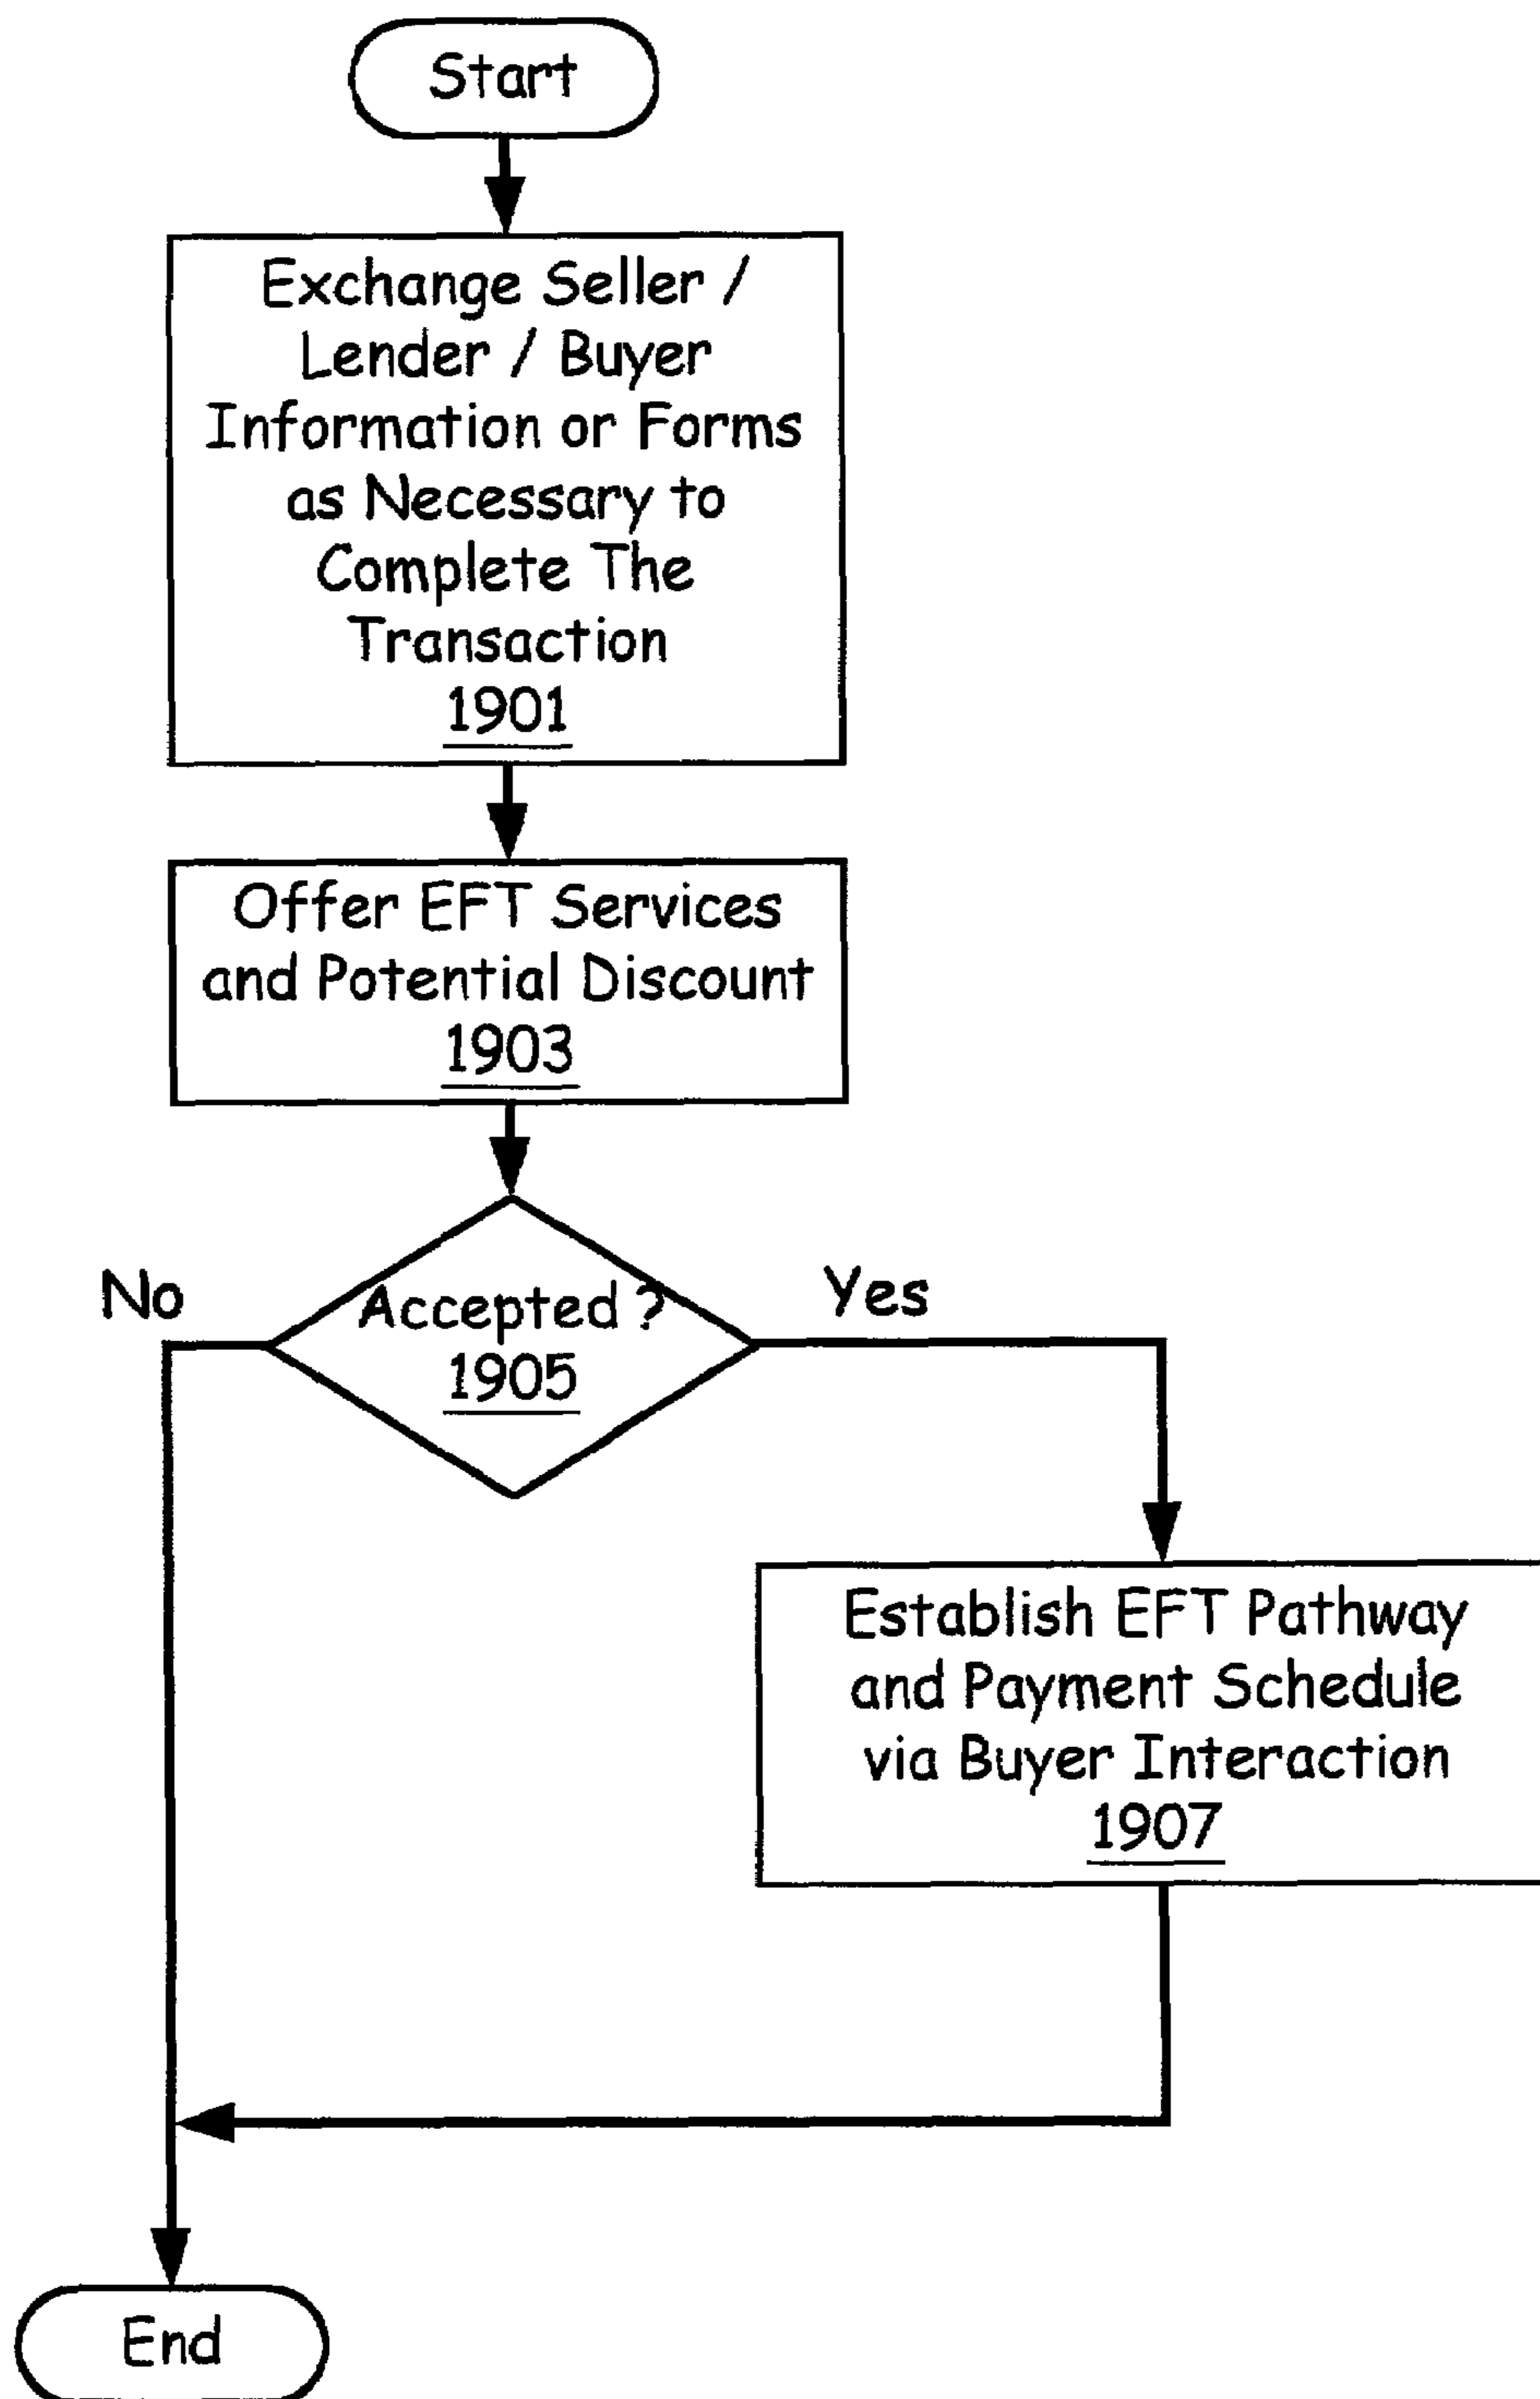 Start
Exchange Seller /
Lender / Buyer
Information or Forms
as Necessary to
Complete The
Transaction
1901
Offer EFT Services
and Potential Discount
1903
No
Accepted ?
1905
Yes
Establish EFT Pathway
and Payment Schedule
via Buyer Interaction
1907
End